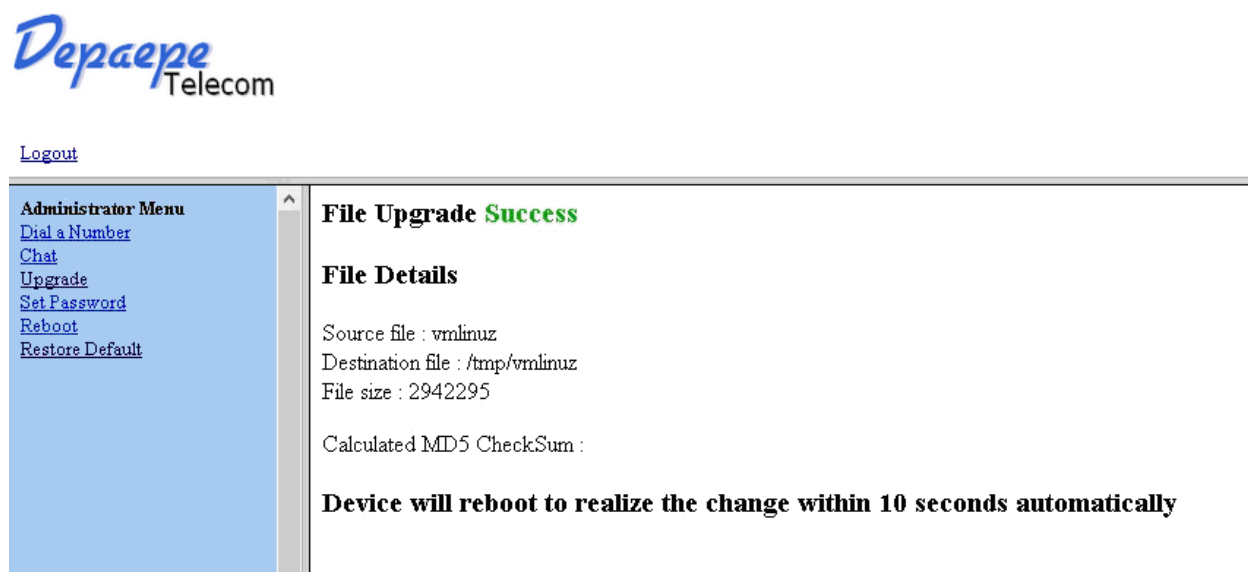 Depaepe
Telecom
Logout
Administrator Menu
Dial a Number
Chat
Upgrade
Set Password
Reboot
Restore Default
File Upgrade Success
File Details
Source file : vmlinuz
Destination file : /tmp/vmlinuz
File size : 2942295
Calculated MD5 CheckSum :
Device will reboot to realize the change within 10 seconds automatically